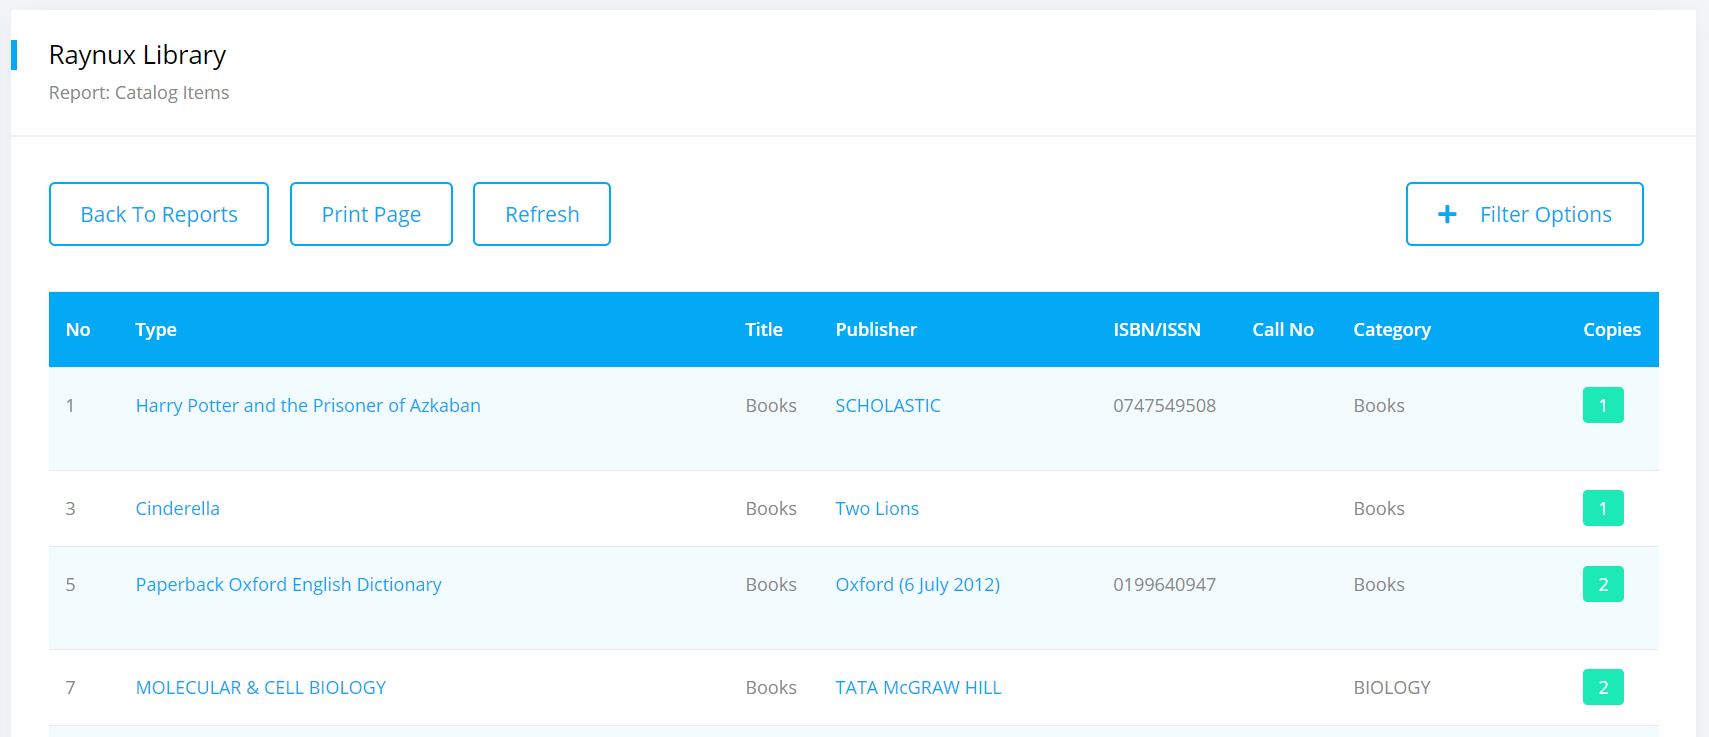 Raynux Library
Report: Catalog Items
Back To Reports Print Page Refresh + Filter Options
No Type Title Publisher ISBN/ISSN Call No Category Copies
1 Harry Potter and the Prisoner of Azkaban Books SCHOLASTIC 0747549508 Books 1
3 Cinderella Books Two Lions Books 1
5 Paperback Oxford English Dictionary Books Oxford (6 July 2012) 0199640947 Books 2
7 MOLECULAR & CELL BIOLOGY Books TATA McGRAW HILL BIOLOGY 2